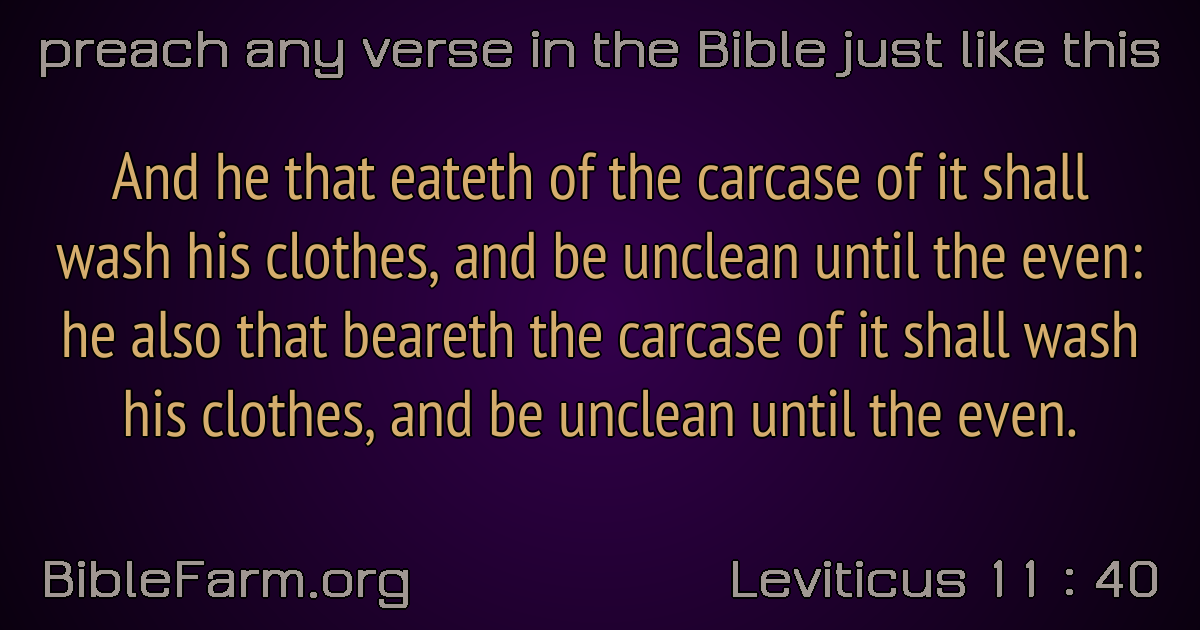 preach any verse in the Bible just like this
And he that eateth of the carcase of it shall
wash his clothes, and be unclean until the even:
he also that beareth the carcase of it shall wash
his clothes, and be unclean until the even.
BibleFarm.org
Leviticus 11 : 40